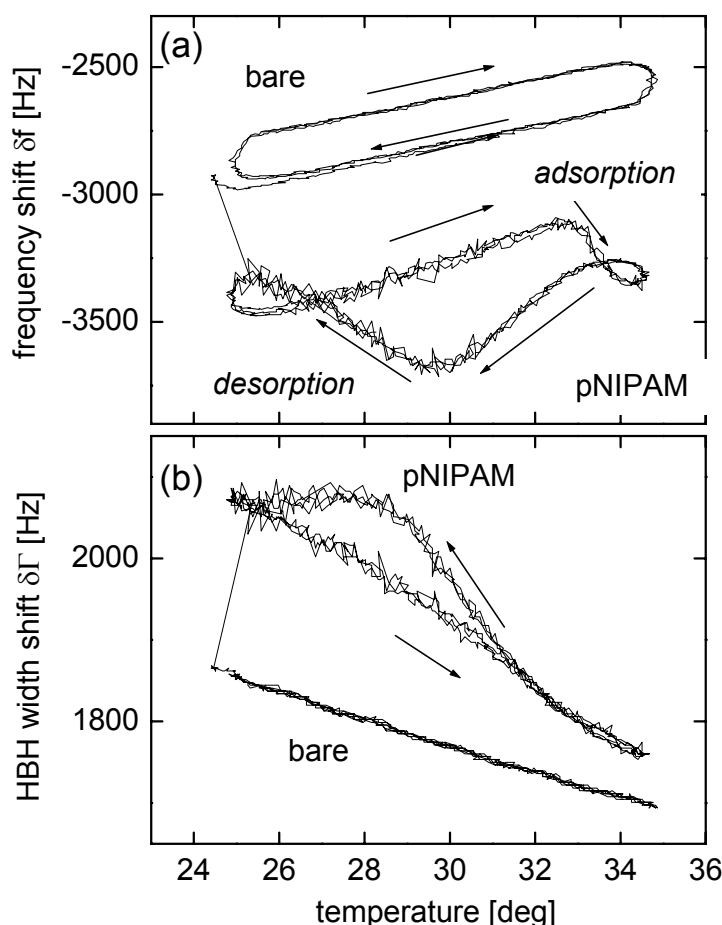 (a)
bare
-2500
-3000
-3500
frequency shift δf [Hz]
adsorption
desorption
pNIPAM
(b)
pNIPAM
2000
1800
HBH width shift δΓ [Hz]
bare
24 26 28 30 32 34 36
temperature [deg]